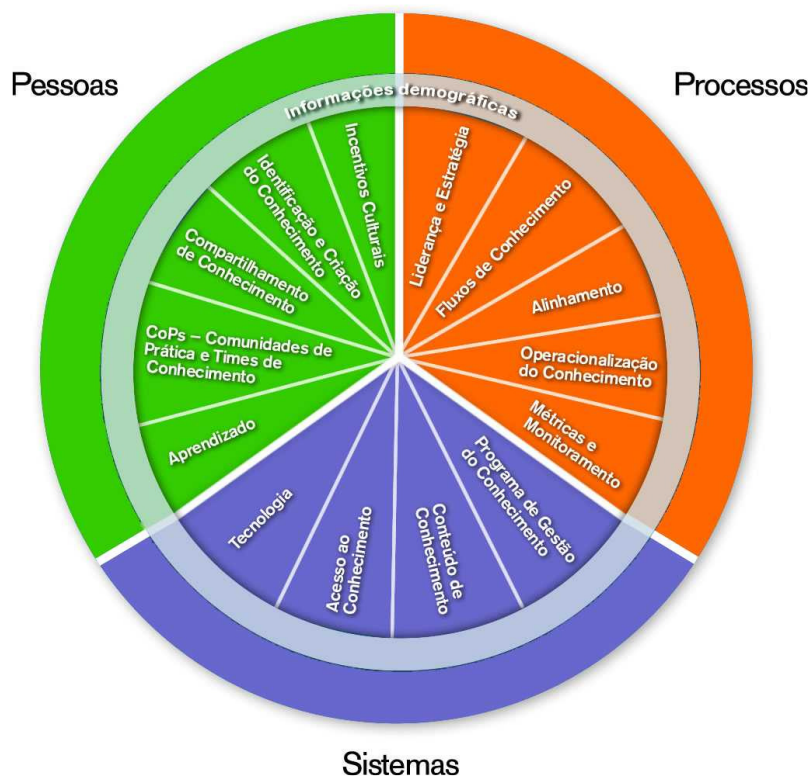 Pessoas
Processos
Informações demográficas
Incentivos Culturais
Identificação e Criação
do Conhecimento
Compartilhamento
de Conhecimento
CoPs – Comunidades de
Prática e Times de
Conhecimento
Aprendizado
Liderança e Estratégia
Fluxos de Conhecimento
Alinhamento
Operacionalização
do Conhecimento
Métricas e
Monitoramento
Programa de Gestão
do Conhecimento
Conteúdo de
Conhecimento
Acesso ao
Conhecimento
Tecnologia
Sistemas